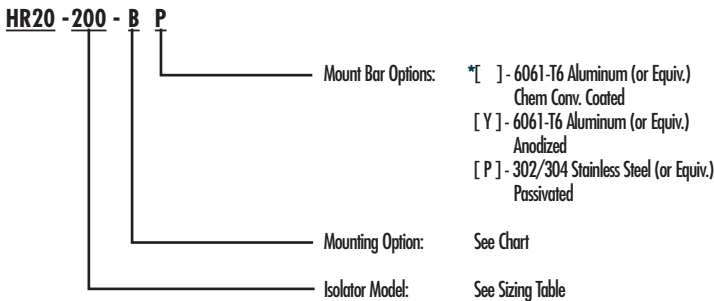 HR20 - 200 - B P
Mount Bar Options: *[ ] - 6061-T6 Aluminum (or Equiv.)
Chem Conv. Coated
[ Y ] - 6061-T6 Aluminum (or Equiv.)
Anodized
[ P ] - 302/304 Stainless Steel (or Equiv.)
Passivated
Mounting Option: See Chart
Isolator Model: See Sizing Table